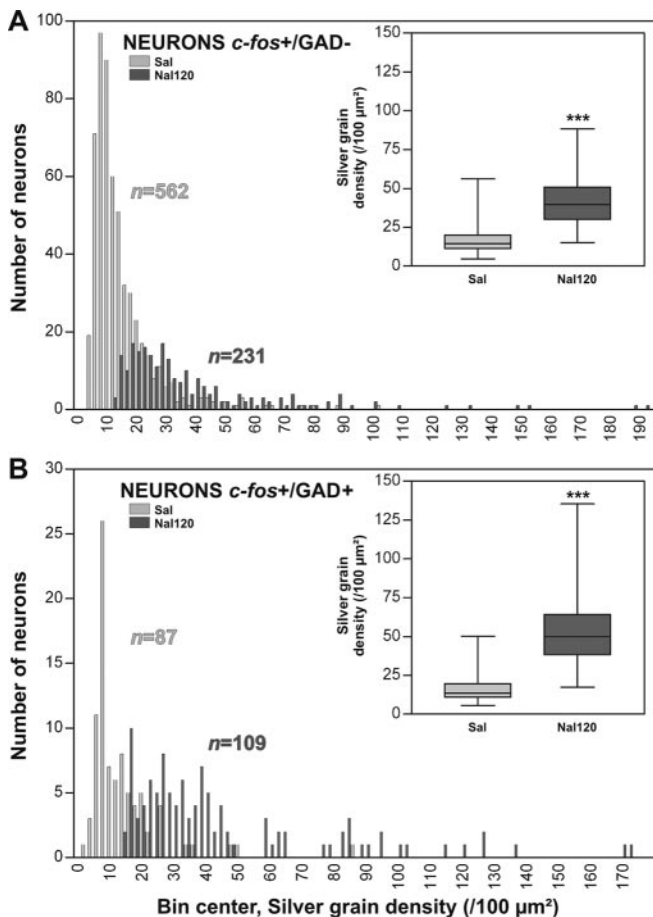 A
NEURONS c-fos+/GAD-
Sal
Nal120
n=562
n=231
Number of neurons
100
80
60
40
20
0
0 10 20 30 40 50 60 70 80 90 100 110 120 130 140 150 160 170 180 190
Silver grain
density (/100 µm²)
150
125
100
75
50
25
0
***
Sal Nal120
B
NEURONS c-fos+/GAD+
Sal
Nal120
n=87
n=109
Number of neurons
30
25
20
15
10
5
0
0 10 20 30 40 50 60 70 80 90 100 110 120 130 140 150 160 170
Silver grain
density (/100 µm²)
150
125
100
75
50
25
0
***
Sal Nal120
Bin center, Silver grain density (/100 µm²)